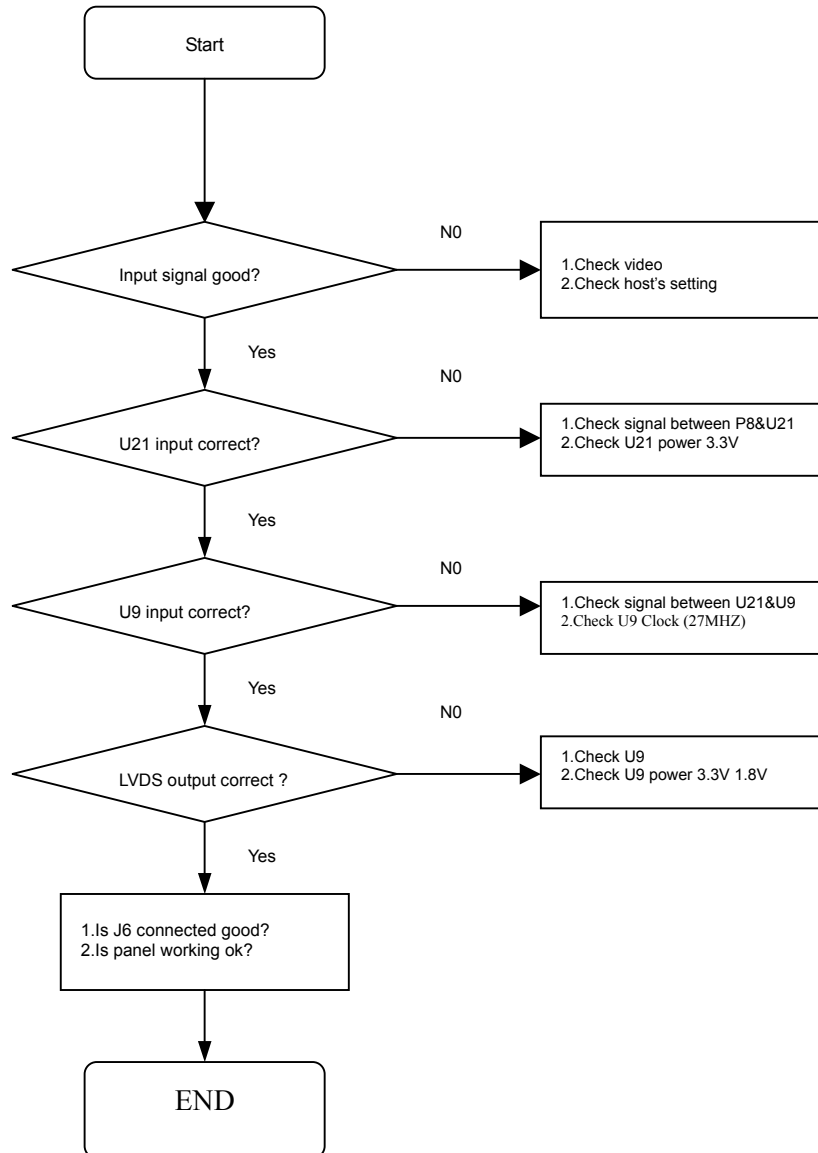 Start
N0
Input signal good?
1.Check video
2.Check host's setting
Yes
N0
U21 input correct?
1.Check signal between P8&U21
2.Check U21 power 3.3V
Yes
N0
U9 input correct?
1.Check signal between U21&U9
2.Check U9 Clock (27MHZ)
Yes
N0
LVDS output correct ?
1.Check U9
2.Check U9 power 3.3V 1.8V
Yes
1.Is J6 connected good?
2.Is panel working ok?
END